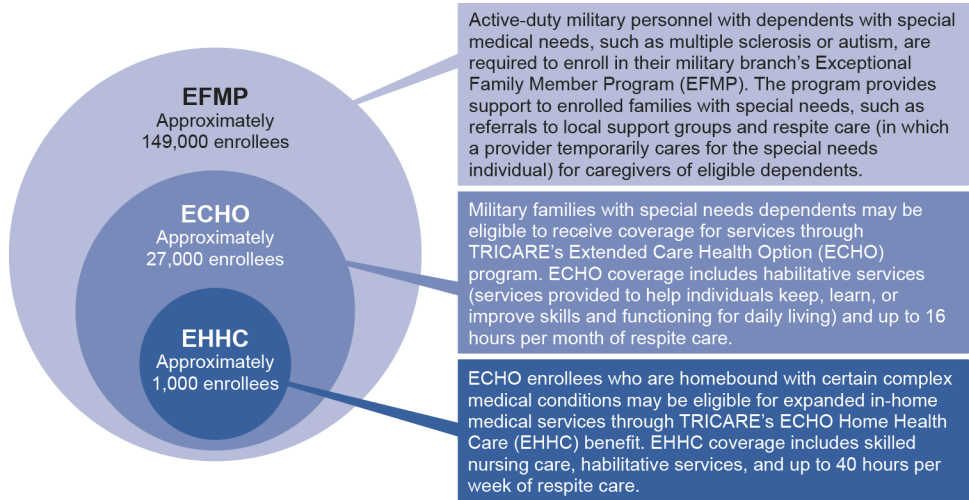 EFMP
Approximately
149,000 enrollees
Active-duty military personnel with dependents with special
medical needs, such as multiple sclerosis or autism, are
required to enroll in their military branch's Exceptional
Family Member Program (EFMP). The program provides
support to enrolled families with special needs, such as
referrals to local support groups and respite care (in which
a provider temporarily cares for the special needs
individual) for caregivers of eligible dependents.
ECHO
Approximately
27,000 enrollees
Military families with special needs dependents may be
eligible to receive coverage for services through
TRICARE's Extended Care Health Option (ECHO)
program. ECHO coverage includes habilitative services
(services provided to help individuals keep, learn, or
improve skills and functioning for daily living) and up to 16
hours per month of respite care.
EHHC
Approximately
1,000 enrollees
ECHO enrollees who are homebound with certain complex
medical conditions may be eligible for expanded in-home
medical services through TRICARE's ECHO Home Health
Care (EHHC) benefit. EHHC coverage includes skilled
nursing care, habilitative services, and up to 40 hours per
week of respite care.